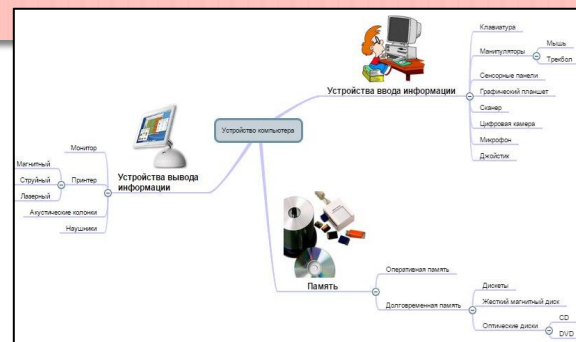 Устройство компьютера
Устройства ввода информации
Клавиатура
Манитуляторы
Мышь
Трекбол
Сенсорные панели
Графический планшет
Сканер
Цифровая камера
Микрофон
Джойстик
Устройства вывода
информации
Монитор
Принтер
Магнитный
Струйный
Лазерный
Акустические колонки
Наушники
Память
Оперативная память
Долговременная память
Дискеты
Жесткий магнитный диск
Оптические диски
CD
DVD